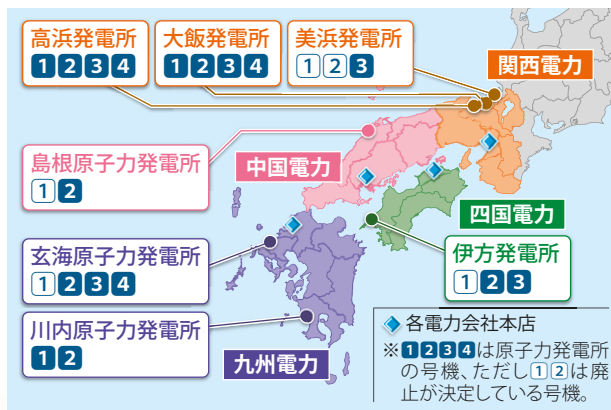 高浜発電所
1 2 3 4
大飯発電所
1 2 3 4
美浜発電所
1 2 3
関西電力
島根原子力発電所
1 2
中国電力
四国電力
玄海原子力発電所
1 2 3 4
伊方発電所
1 2 3
川内原子力発電所
1 2
九州電力
各電力会社本店
※1234は原子力発電所
の号機、ただし12は廃
止が決定している号機。